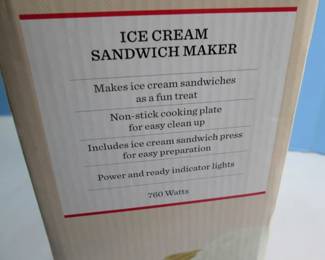 ICE CREAM
SANDWICH MAKER
Makes ice cream sandwiches
as a fun treat
Non-stick cooking plate
for easy clean up
Includes ice cream sandwich press
for easy preparation
Power and ready indicator lights
760 Watts